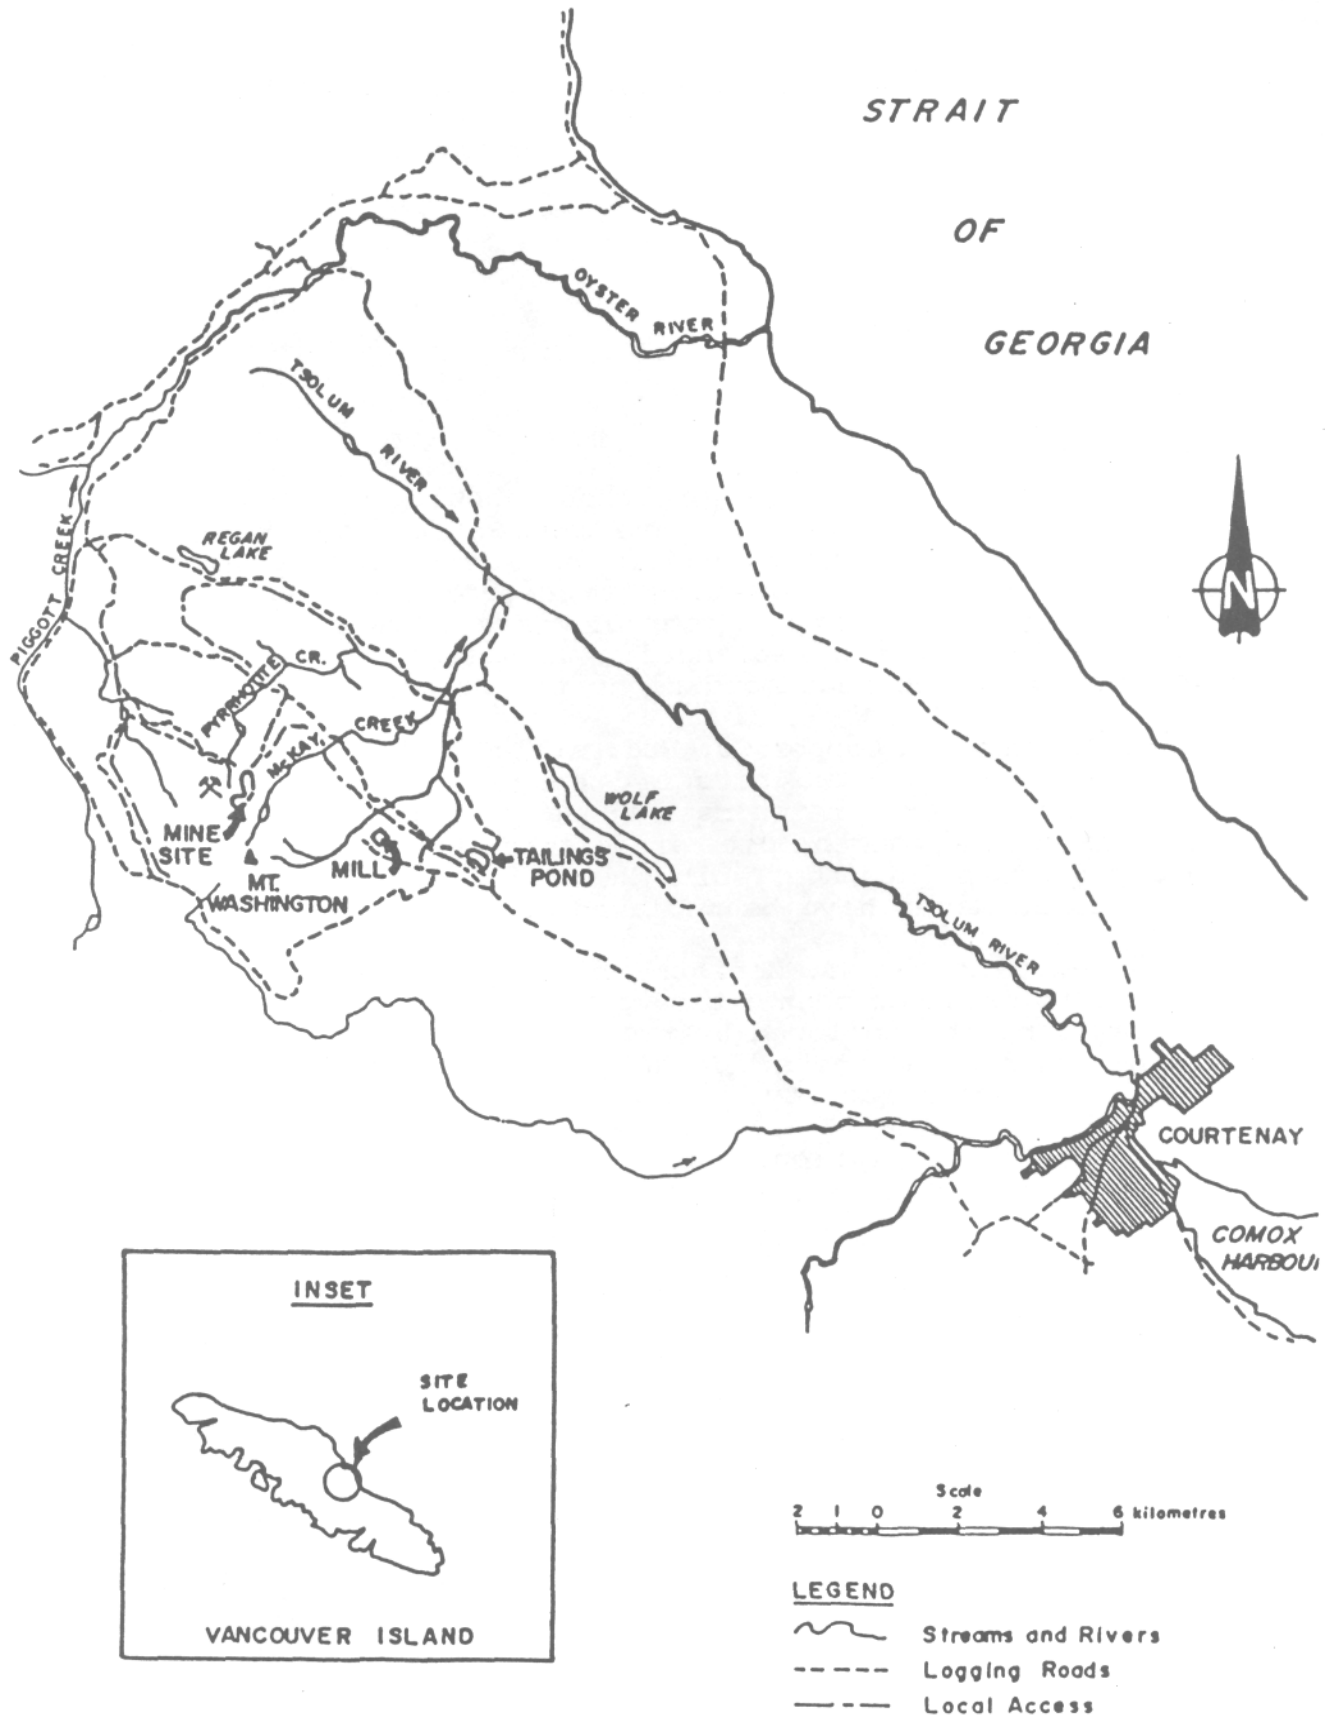 STRAIT
OF
GEORGIA
OYSTER
RIVER
TSOLUM
RIVER
PIGGOTT CREEK
REGAN
LAKE
N
PYRRHOTITE CR.
McKAY CREEK
WOLF
LAKE
MINE
SITE
MT.
WASHINGTON
MILL
TAILINGS
POND
TSOLUM RIVER
COURTENAY
COMOX
HARBOUI
INSET
SITE
LOCATION
VANCOUVER ISLAND
Scale
2 1 0 2 4 6 kilometres
LEGEND
Streams and Rivers
Logging Roads
Local Access